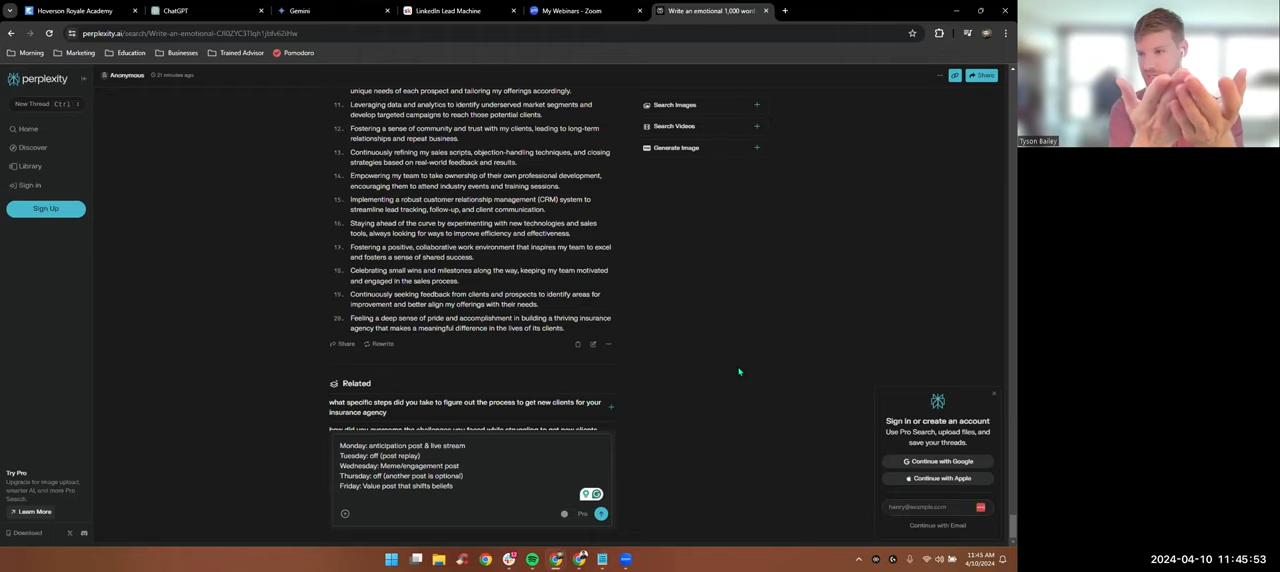 Hoverson Royale Academy
ChatGPT
Gemini
LinkedIn Lead Machine
My Webinars - Zoom
Write an emotional 1,000 word
perplexity.ai/search/Write-an-emotional-
Morning
Marketing
Education
Businesses
Trained Advisor
Pomodoro
perplexity
Anonymous
21 minutes ago
Share
New Thread
Ctrl
Home
Discover
Library
Sign in
Sign Up
unique needs of each prospect and tailoring my offerings accordingly.
11. Leveraging data and analytics to identify underserved market segments and
develop targeted campaigns to reach those potential clients.
12. Fostering a sense of community and trust with my clients, leading to long-term
relationships and repeat business.
13. Continuously refining my sales scripts, objection-handling techniques, and closing
strategies based on real-world feedback and results.
14. Empowering my team to take ownership of their own professional development,
encouraging them to attend industry events and training sessions.
15. Implementing a robust customer relationship management (CRM) system to
streamline lead tracking, follow-up, and client communication.
16. Staying ahead of the curve by experimenting with new technologies and sales
tools, always looking for ways to improve efficiency and effectiveness.
17. Fostering a positive, collaborative work environment that inspires my team to excel
and fosters a sense of shared success.
18. Celebrating small wins and milestones along the way, keeping my team motivated
and engaged in the sales process.
19. Continuously seeking feedback from clients and prospects to identify areas for
improvement and better align my offerings with their needs.
20. Feeling a deep sense of pride and accomplishment in building a thriving insurance
agency that makes a meaningful difference in the lives of its clients.
Share
Rewrite
Related
what specific steps did you take to figure out the process to get new clients for your
insurance agency
how did you overcome the challenges you faced while struggling to get new clients
Monday: anticipation post & live stream
Tuesday: off (post replay)
Wednesday: Meme/engagement post
Thursday: off (another post is optional)
Friday: Value post that shifts beliefs
Pro
Search Images
Search Videos
Generate Image
Sign in or create an account
Use Pro Search, upload files, and
save your threads.
Continue with Google
Continue with Apple
henry@example.com
Continue with Email
Try Pro
Upgrade for image upload,
smarter AI, and more Pro
Search.
Learn More
Download
11:45 AM
4/10/2024
Tyson Bailey
2024-04-10 11:45:53